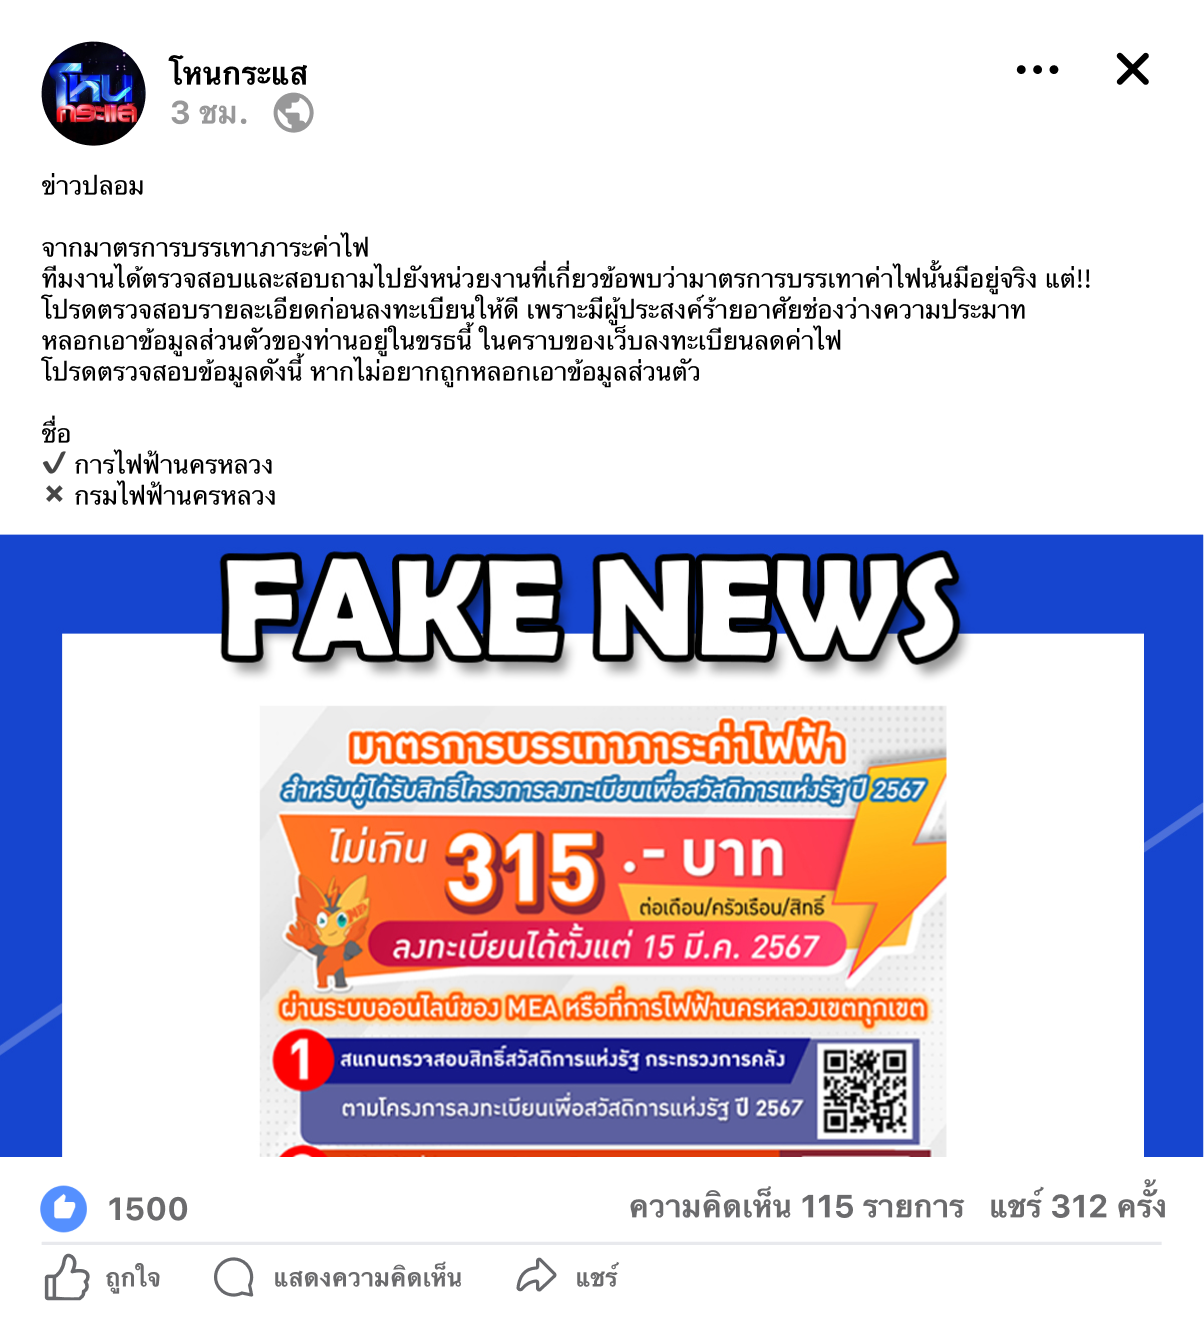 โหนกระแส
โหนกระแส
3 ชม.
ข่าวปลอม
จากมาตรการบรรเทาภาระค่าไฟ
ทีมงานได้ตรวจสอบและสอบถามไปยังหน่วยงานที่เกี่ยวข้อพบว่ามาตรการบรรเทาค่าไฟนั้นมีอยู่จริง แต่!!
โปรดตรวจสอบรายละเอียดก่อนลงทะเบียนให้ดี เพราะมีผู้ประสงค์ร้ายอาศัยช่องว่างความประมาท
หลอกเอาข้อมูลส่วนตัวของท่านอยู่ในขรธนี้ ในคราบของเว็บลงทะเบียนลดค่าไฟ
โปรดตรวจสอบข้อมูลดังนี้ หากไม่อยากถูกหลอกเอาข้อมูลส่วนตัว
ชื่อ
✔ การไฟฟ้านครหลวง
✖ กรมไฟฟ้านครหลวง
FAKE NEWS
มาตรการบรรเทาภาระค่าไฟฟ้า
สำหรับผู้ได้รับสิทธิ์โครงการลงทะเบียนเพื่อสวัสดิการแห่งรัฐ ปี 2567
ไม่เกิน 315.- บาท
ต่อเดือน/ครัวเรือน/สิทธิ์
ลงทะเบียนได้ตั้งแต่ 15 มี.ค. 2567
ผ่านระบบออนไลน์ของ MEA หรือที่การไฟฟ้านครหลวงเขตทุกเขต
1 สแกนตรวจสอบสิทธิ์สวัสดิการแห่งรัฐ กระทรวงการคลัง
ตามโครงการลงทะเบียนเพื่อสวัสดิการแห่งรัฐ ปี 2567
1500 ความคิดเห็น 115 รายการ แชร์ 312 ครั้ง
ถูกใจ แสดงความคิดเห็น แชร์